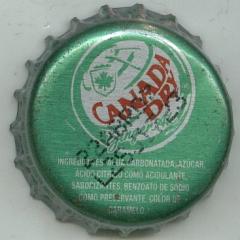 CANADA
DRY
INGREDIENTES: AGUA CARBONATADA, AZUCAR,
ACIDO CITRICO COMO ACIDULANTE,
SABORIZANTES, BENZOATO DE SODIO
COMO PRESERVANTE, COLOR DE
CARAMELO